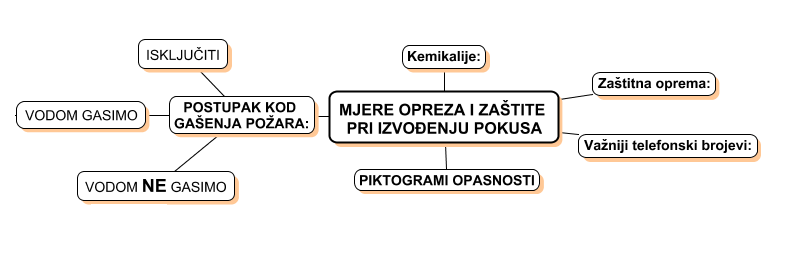 ISKLJUČITI
Kemikalije:
Zaštitna oprema:
VODOM GASIMO
POSTUPAK KOD
GAŠENJA POŽARA:
MJERE OPREZA I ZAŠTITE
PRI IZVOĐENJU POKUSA
Važniji telefonski brojevi:
VODOM NE GASIMO
PIKTOGRAMI OPASNOSTI